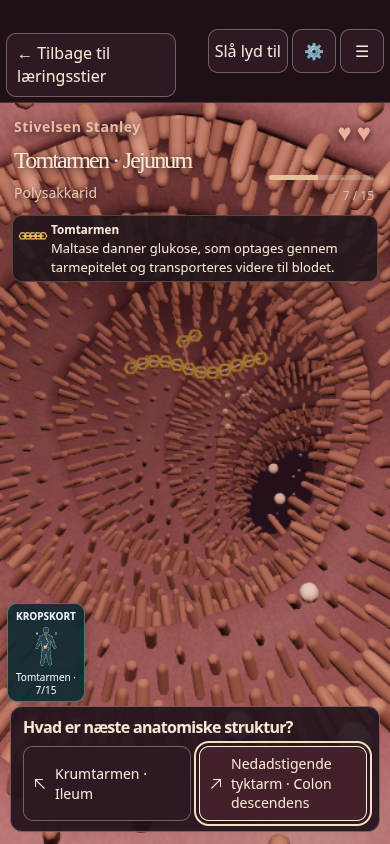 ← Tilbage til
læringsstier
Slå lyd til
Stivelsen Stanley
Tomtarmen · Jejunum
Polysakkarid
7 / 15
Tomtarmen
Maltase danner glukose, som optages gennem
tarmepitelet og transporteres videre til blodet.
KROPSKORT
Tomtarmen ·
7/15
Hvad er næste anatomiske struktur?
Krumtarmen ·
Ileum
Nedadstigende
tyktarm · Colon
descendens